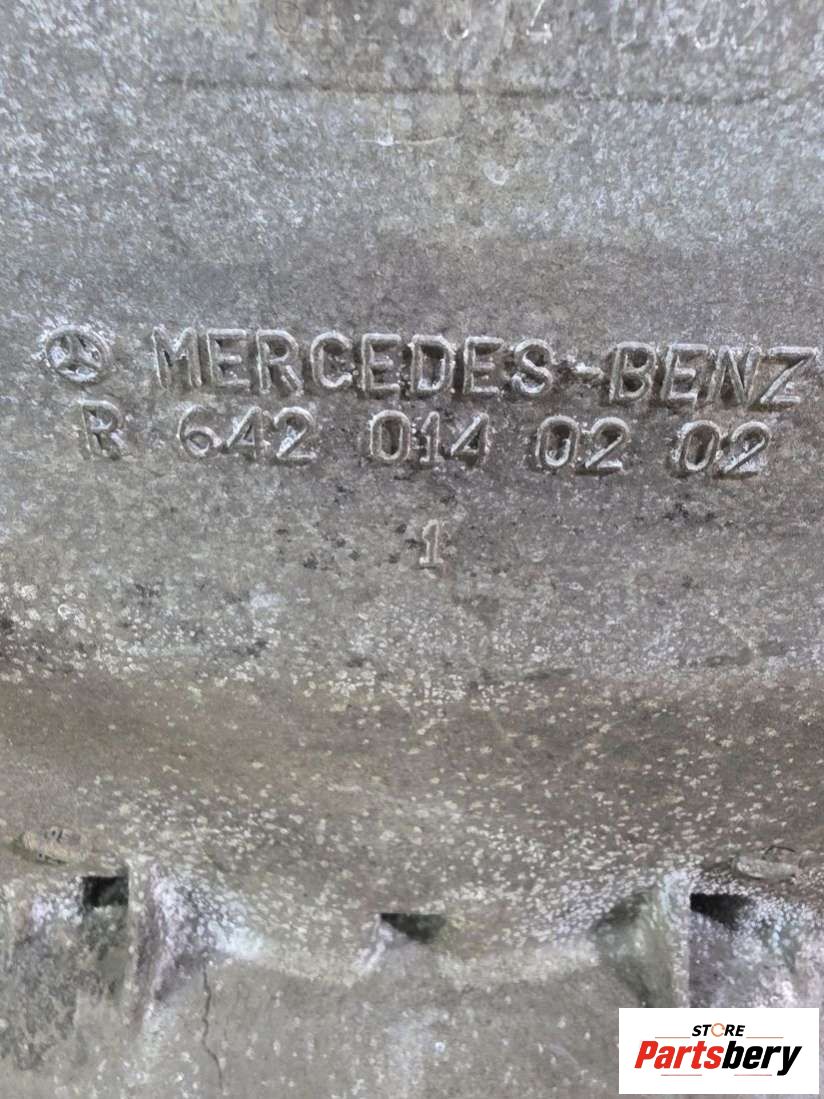 MERCEDES-BENZ
R 642 014 02 02
1
STORE
Partsbery